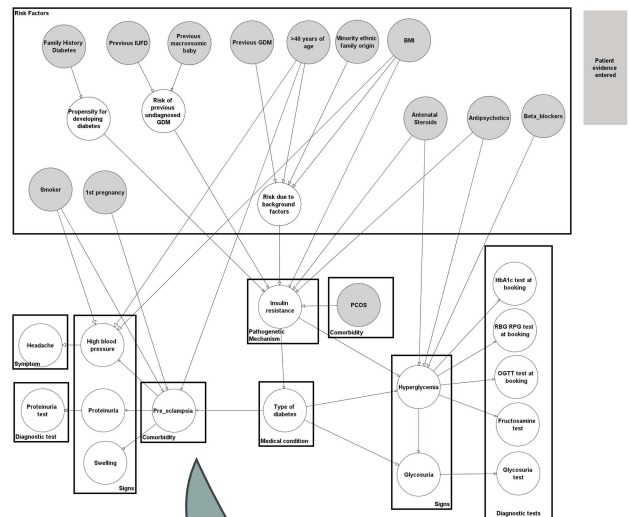 Risk Factors
Family History
Diabetes
Previous IUFD
Previous
macrossomic
baby
Previous GDM
>40 years of
age
Minority ethnic
family origin
BMI
Patient
evidence
entered
Propensity for
developing
diabetes
Risk of
previous
undiagnosed
GDM
Antenatal
Steroids
Antipsychotics
Beta_blockers
Smoker
1st pregnancy
Risk due to
background
factors
HbA1c test at
booking
Insulin
resistance
PCOS
Pathogenetic
Mechanism
Comorbidity
RBG RPG test
at booking
Headache
Symptom
High blood
pressure
OGTT test at
booking
Hyperglycemia
Proteinuria
test
Diagnostic test
Proteinuria
Pre_eclampsia
Comorbidity
Type of
diabetes
Medical condition
Fructosamine
test
Swelling
Signs
Glycosuria
Signs
Glycosuria
test
Diagnostic tests